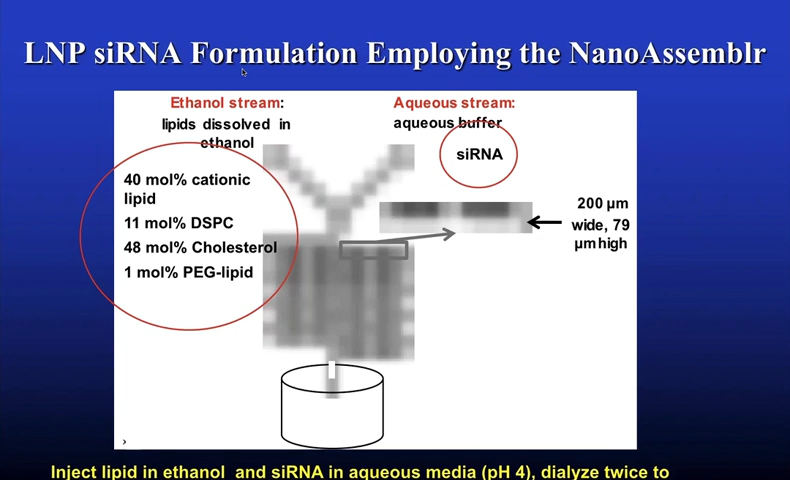 LNP siRNA Formulation Employing the NanoAssemblr
Ethanol stream:
lipids dissolved in
ethanol
Aqueous stream:
aqueous buffer
siRNA
40 mol% cationic
lipid
11 mol% DSPC
48 mol% Cholesterol
1 mol% PEG-lipid
200 µm
wide, 79
µm high
›
Inject lipid in ethanol and siRNA in aqueous media (pH 4), dialyze twice to